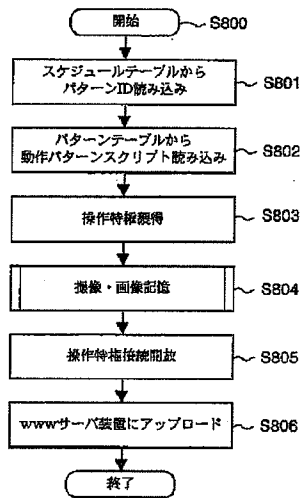 開始
S800
スケジュールテーブルから
パターンID読み込み
S801
パターンテーブルから
動作パターンスクリプト読み込み
S802
操作特権獲得
S803
撮像・画像記憶
S804
操作特権接続開放
S805
wwwサーバ装置にアップロード
S806
終了